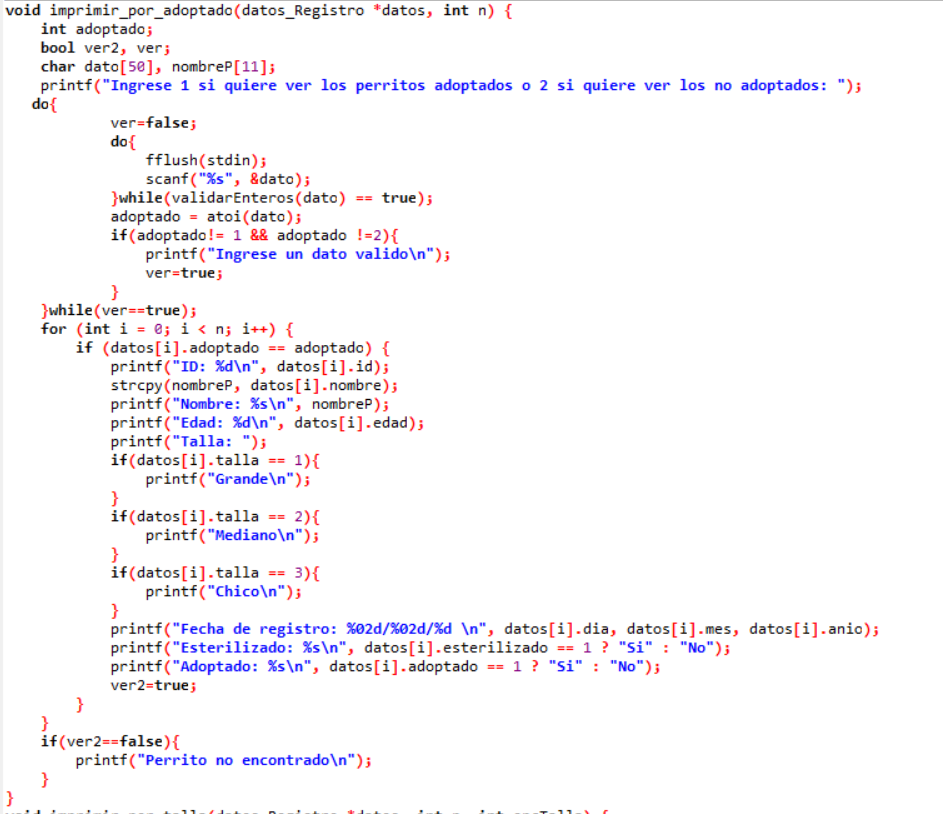 void imprimir_por_adoptado(datos_Registro *datos, int n) {
    int adoptado;
    bool ver2, ver;
    char dato[50], nombreP[11];
    printf("Ingrese 1 si quiere ver los perritos adoptados o 2 si quiere ver los no adoptados: ");
   do{
            ver=false;
            do{
                fflush(stdin);
                scanf("%s", &dato);
            }while(validarEnteros(dato) == true);
            adoptado = atoi(dato);
            if(adoptado!= 1 && adoptado !=2){
                printf("Ingrese un dato valido\n");
                ver=true;
            }
    }while(ver==true);
    for (int i = 0; i < n; i++) {
        if (datos[i].adoptado == adoptado) {
            printf("ID: %d\n", datos[i].id);
            strcpy(nombreP, datos[i].nombre);
            printf("Nombre: %s\n", nombreP);
            printf("Edad: %d\n", datos[i].edad);
            printf("Talla: ");
            if(datos[i].talla == 1){
                printf("Grande\n");
            }
            if(datos[i].talla == 2){
                printf("Mediano\n");
            }
            if(datos[i].talla == 3){
                printf("Chico\n");
            }
            printf("Fecha de registro: %02d/%02d/%d \n", datos[i].dia, datos[i].mes, datos[i].anio);
            printf("Esterilizado: %s\n", datos[i].esterilizado == 1 ? "Si" : "No");
            printf("Adoptado: %s\n", datos[i].adoptado == 1 ? "Si" : "No");
            ver2=true;
        }
    }
    if(ver2==false){
        printf("Perrito no encontrado\n");
    }
}